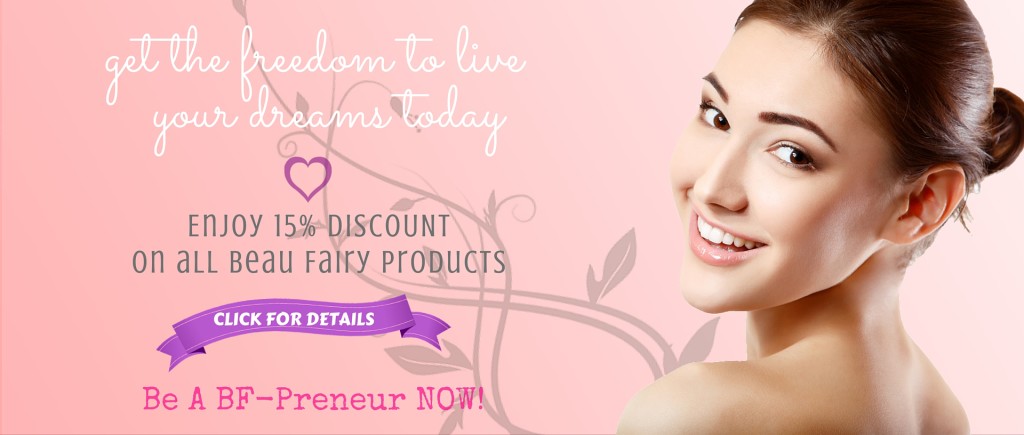 get the freedom to live
your dreams today
Enjoy 15% Discount
on all Beau Fairy Products
CLICK FOR DETAILS
Be A BF-Preneur NOW!